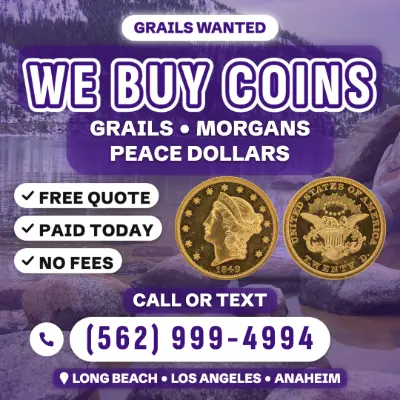 GRAILS WANTED
WE BUY COINS
GRAILS • MORGANS
PEACE DOLLARS
✓ FREE QUOTE
✓ PAID TODAY
✓ NO FEES
1849
UNITED STATES OF AMERICA
TWENTY D.
CALL OR TEXT
(562) 999-4994
LONG BEACH • LOS ANGELES • ANAHEIM